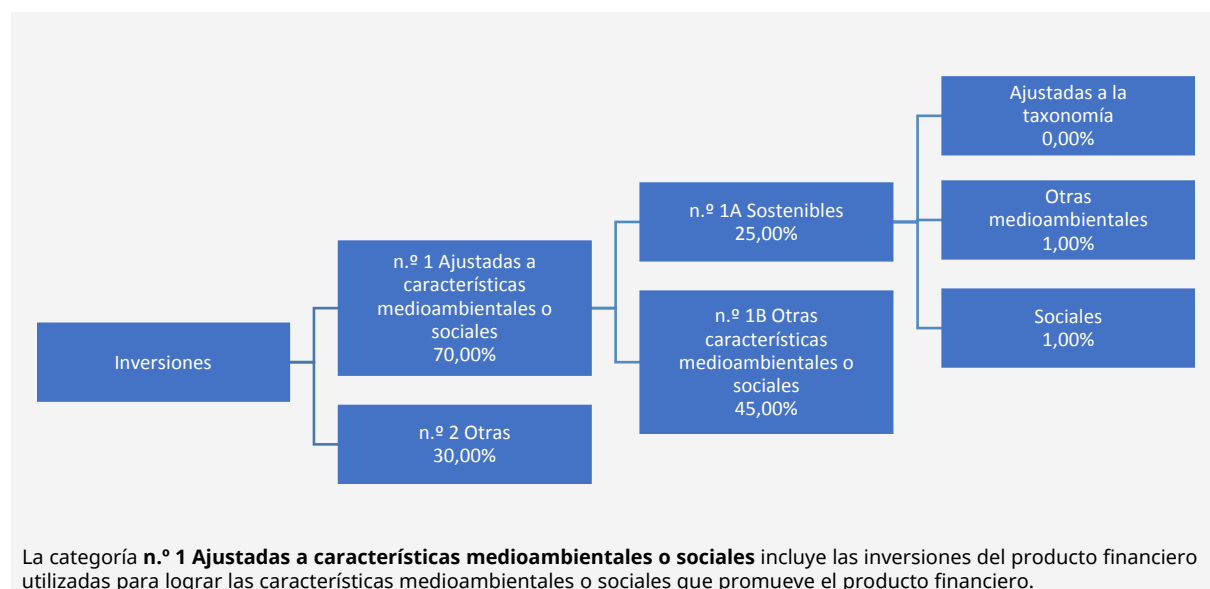 Inversiones
n.º 1 Ajustadas a
características
medioambientales o
sociales
70,00%
n.º 2 Otras
30,00%
n.º 1A Sostenibles
25,00%
n.º 1B Otras
características
medioambientales o
sociales
45,00%
Ajustadas a la
taxonomía
0,00%
Otras
medioambientales
1,00%
Sociales
1,00%
La categoría n.º 1 Ajustadas a características medioambientales o sociales incluye las inversiones del producto financiero
utilizadas para lograr las características medioambientales o sociales que promueve el producto financiero.